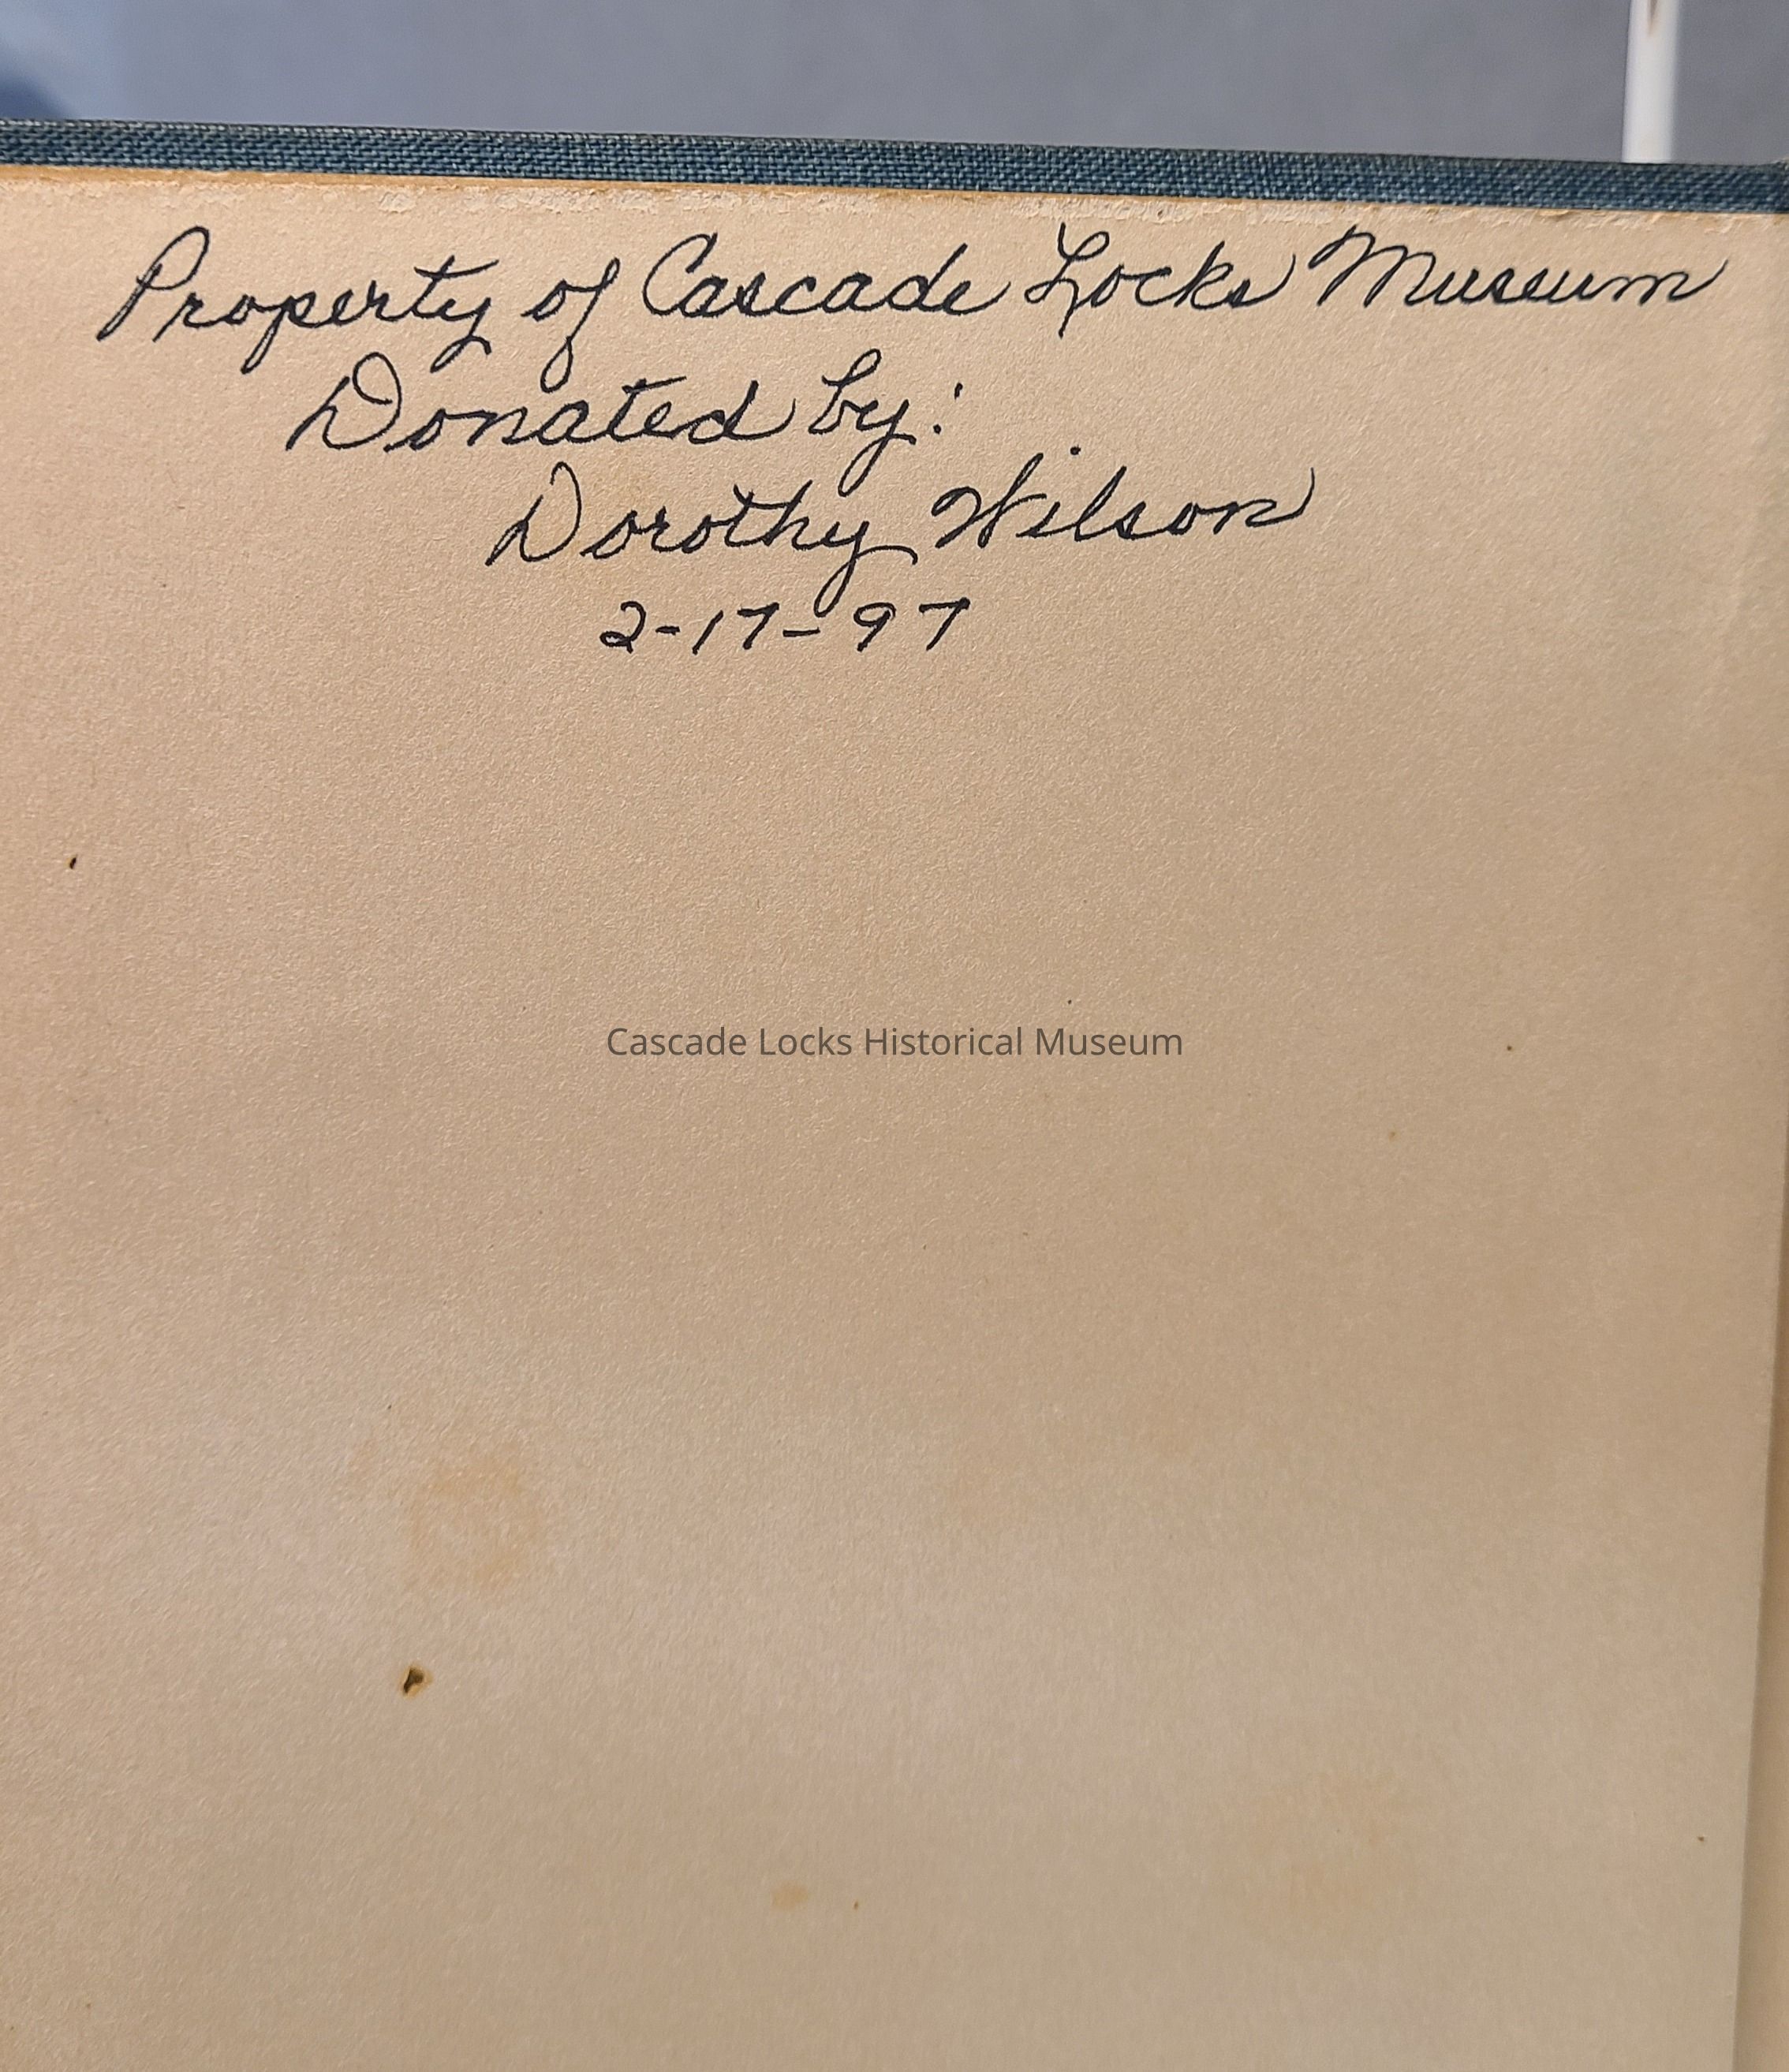 Property of Cascade Locks Museum
Donated by:
Dorothy Wilson
2-17-97
Cascade Locks Historical Museum